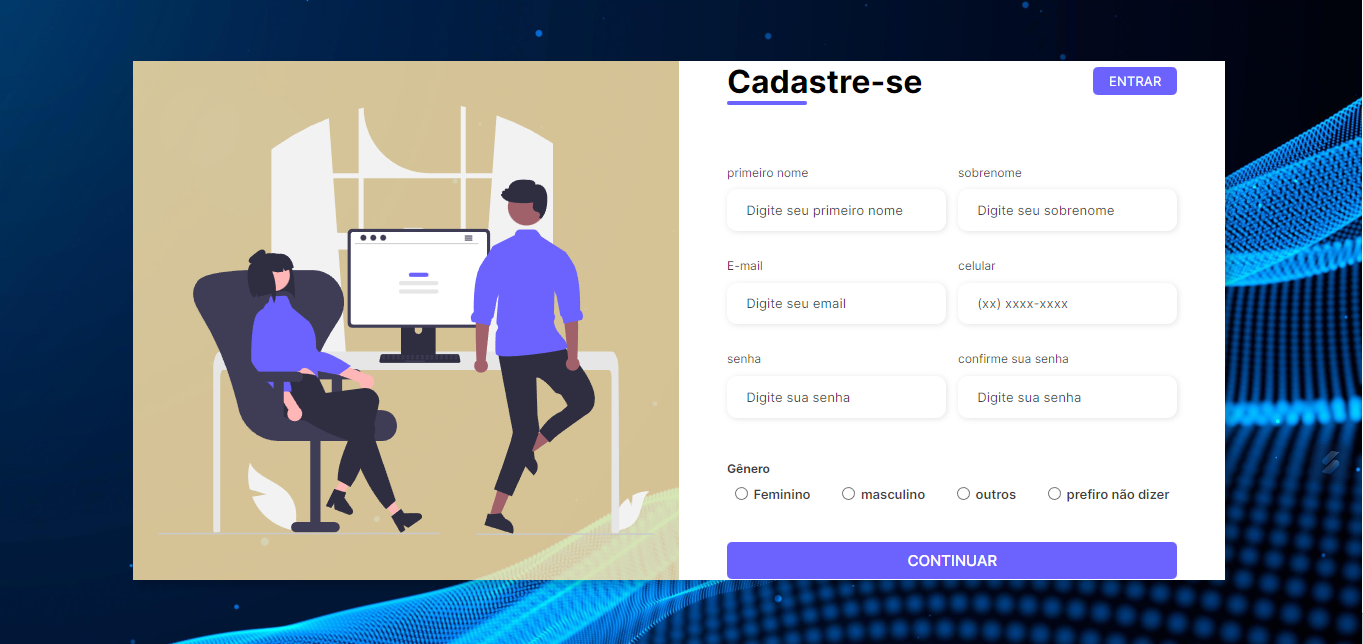 Cadastre-se
ENTRAR
primeiro nome
sobrenome
Digite seu primeiro nome
Digite seu sobrenome
E-mail
celular
Digite seu email
(xx) xxxx-xxxx
senha
confirme sua senha
Digite sua senha
Digite sua senha
Gênero
Feminino
masculino
outros
prefiro não dizer
CONTINUAR